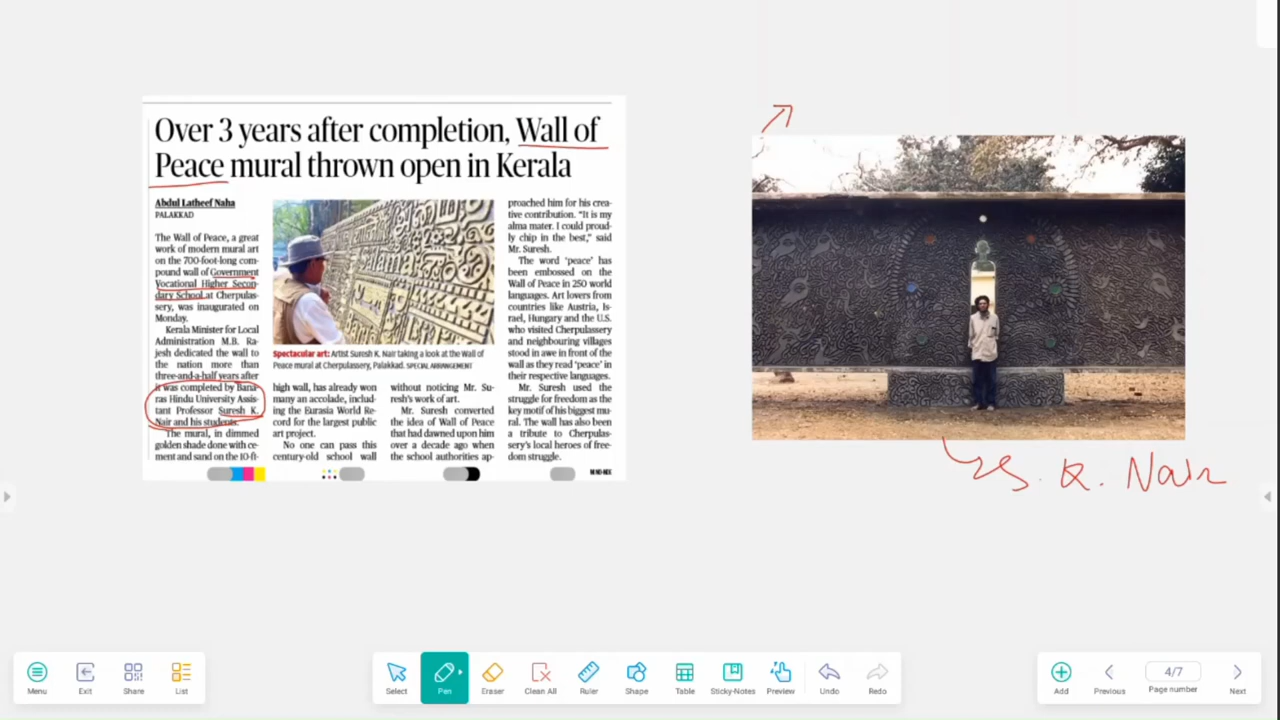 Over 3 years after completion, Wall of
Peace mural thrown open in Kerala
Abdul Latheef Naha
PALAKKAD
The Wall of Peace, a great
work of modern mural art
on the 700-foot-long com-
pound wall of Government
Vocational Higher Secon-
dary School at Cherpulas-
sery, was inaugurated on
Monday.
Kerala Minister for Local
Administration M.B. Ra-
jesh dedicated the wall to
the nation more than
three-and-a-half years after
it was completed by Bana-
ras Hindu University Assis-
tant Professor Suresh K.
Nair and his students.
The mural, in dimmed
golden shade done with ce-
ment and sand on the 10-ft-
Spectacular art: Artist Suresh K. Nair taking a look at the Wall of
Peace mural at Cherpulassery, Palakkad. SPECIAL ARRANGEMENT
high wall, has already won
many an accolade, includ-
ing the Eurasia World Re-
cord for the largest public
art project.
No one can pass this
century-old school wall
without noticing Mr. Su-
resh's work of art.
Mr. Suresh converted
the idea of Wall of Peace
that had dawned upon him
over a decade ago when
the school authorities ap-
proached him for his crea-
tive contribution. "It is my
alma mater. I could proud-
ly chip in the best," said
Mr. Suresh.
The word 'peace' has
been embossed on the
Wall of Peace in 250 world
languages. Art lovers from
countries like Austria, Is-
rael, Hungary and the U.S.
who visited Cherpulassery
and neighbouring villages
stood in awe in front of the
wall as they read 'peace' in
their respective languages.
Mr. Suresh used the
struggle for freedom as the
key motif of his biggest mu-
ral. The wall has also been
a tribute to Cherpulas-
sery's local heroes of free-
dom struggle.
salama
S. K. Nair
Menu
Exit
Share
List
Select
Pen
Eraser
Clean All
Ruler
Shape
Table
Sticky-Notes
Preview
Undo
Redo
Add
Previous
4/7
Page number
Next